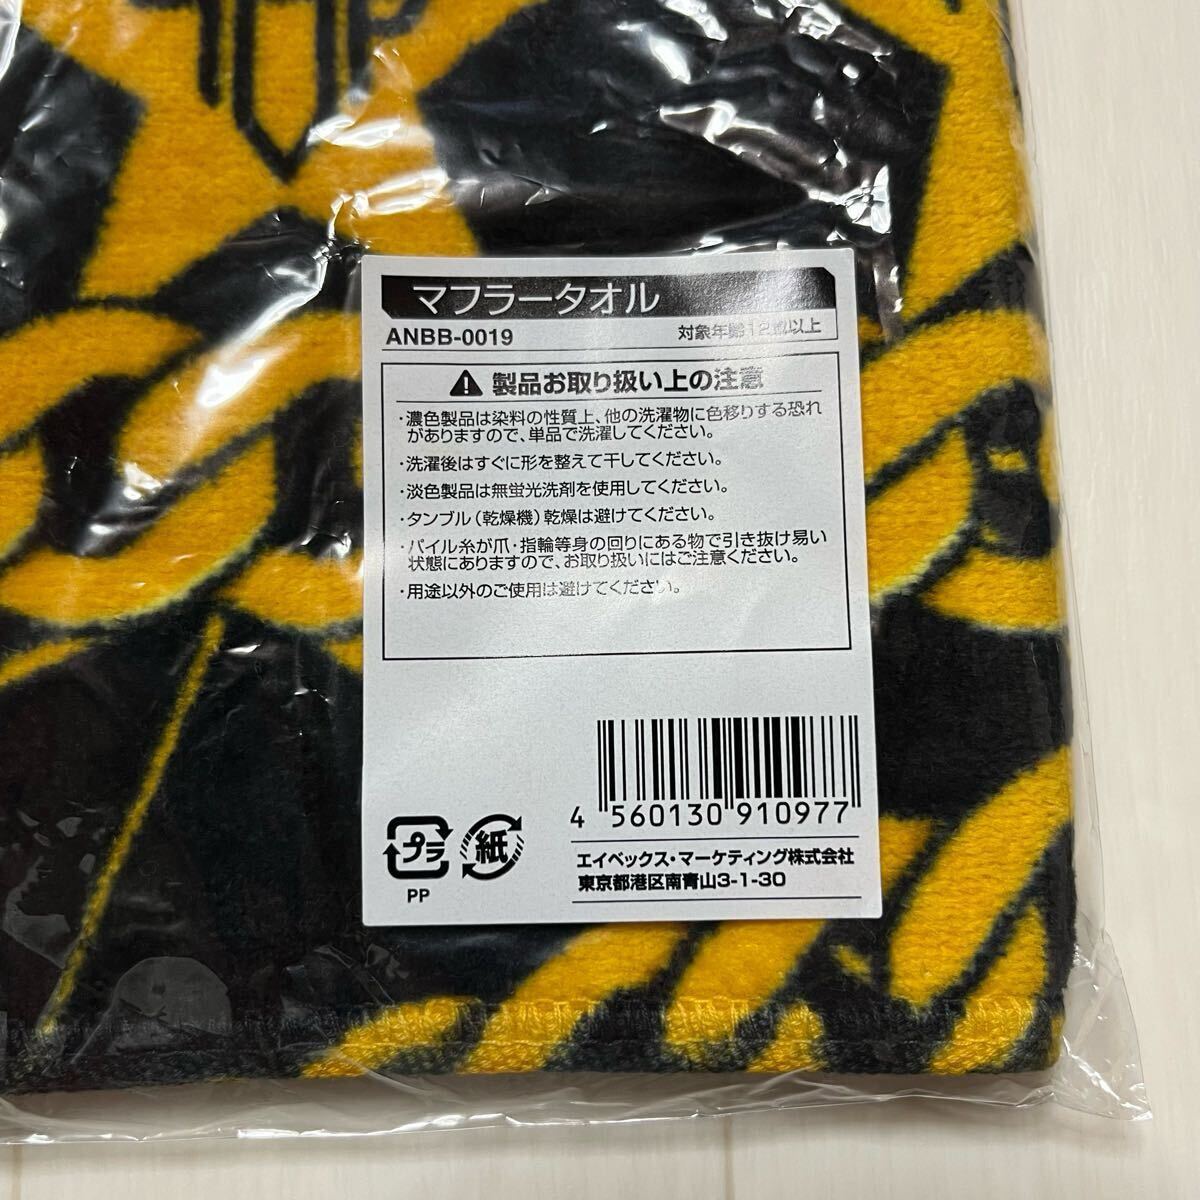 マフラータオル
ANBB-0019
対象年齢12歳以上
製品お取り扱い上の注意
・濃色製品は染料の性質上、他の洗濯物に色移りする恐れ
がありますので、単品で洗濯してください。
・洗濯後はすぐに形を整えて干してください。
・淡色製品は無蛍光洗剤を使用してください。
・タンブル(乾燥機)乾燥は避けてください。
・パイル糸が爪・指輪等身の回りにある物で引き抜け易い
状態にありますので、お取り扱いにはご注意ください。
・用途以外のご使用は避けてください。
4 560130 910977
プラ
PP
紙
エイベックス・マーケティング株式会社
東京都港区南青山3-1-30